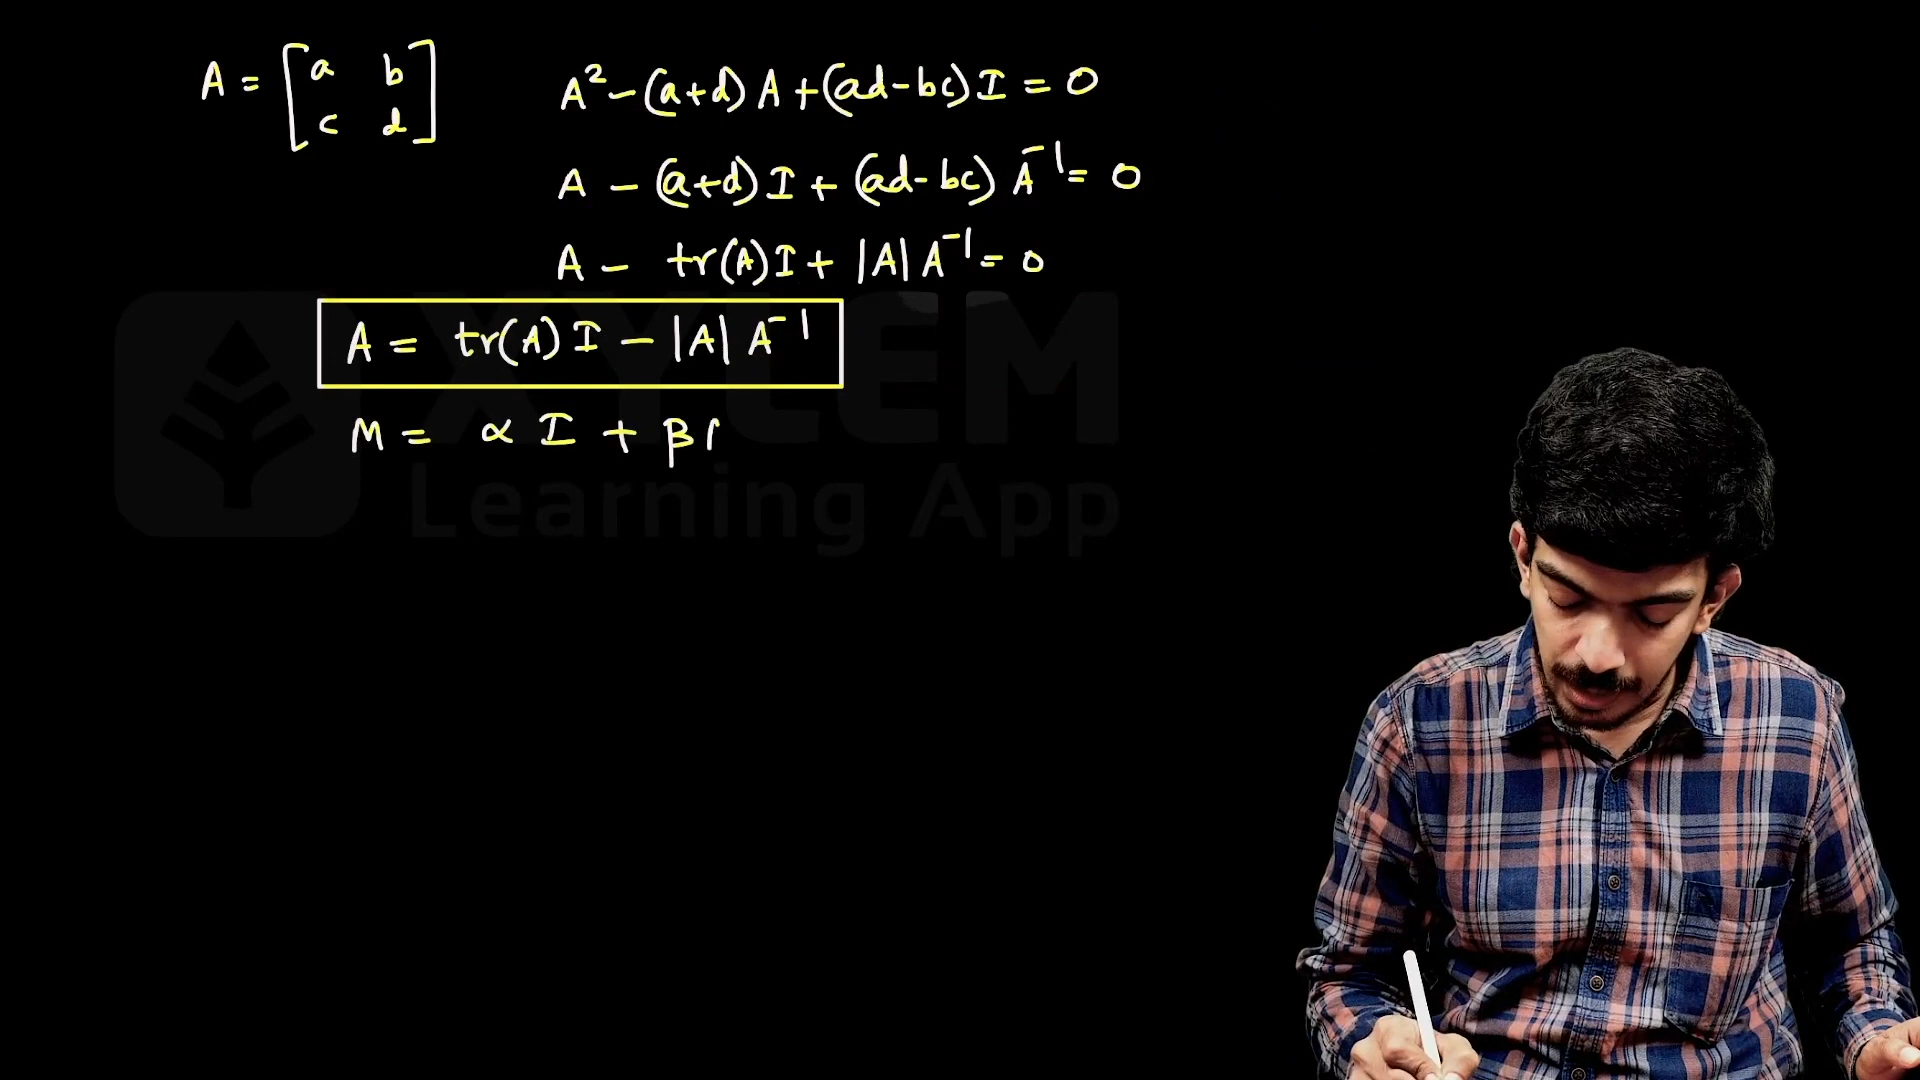 A = [a b
c d]
A² - (a+d) A + (ad-bc) I = 0
A - (a+d) I + (ad-bc) A⁻¹ = 0
A - tr(A) I + |A| A⁻¹ = 0
A = tr(A) I - |A| A⁻¹
M = α I + β
XYLEM
Learning App